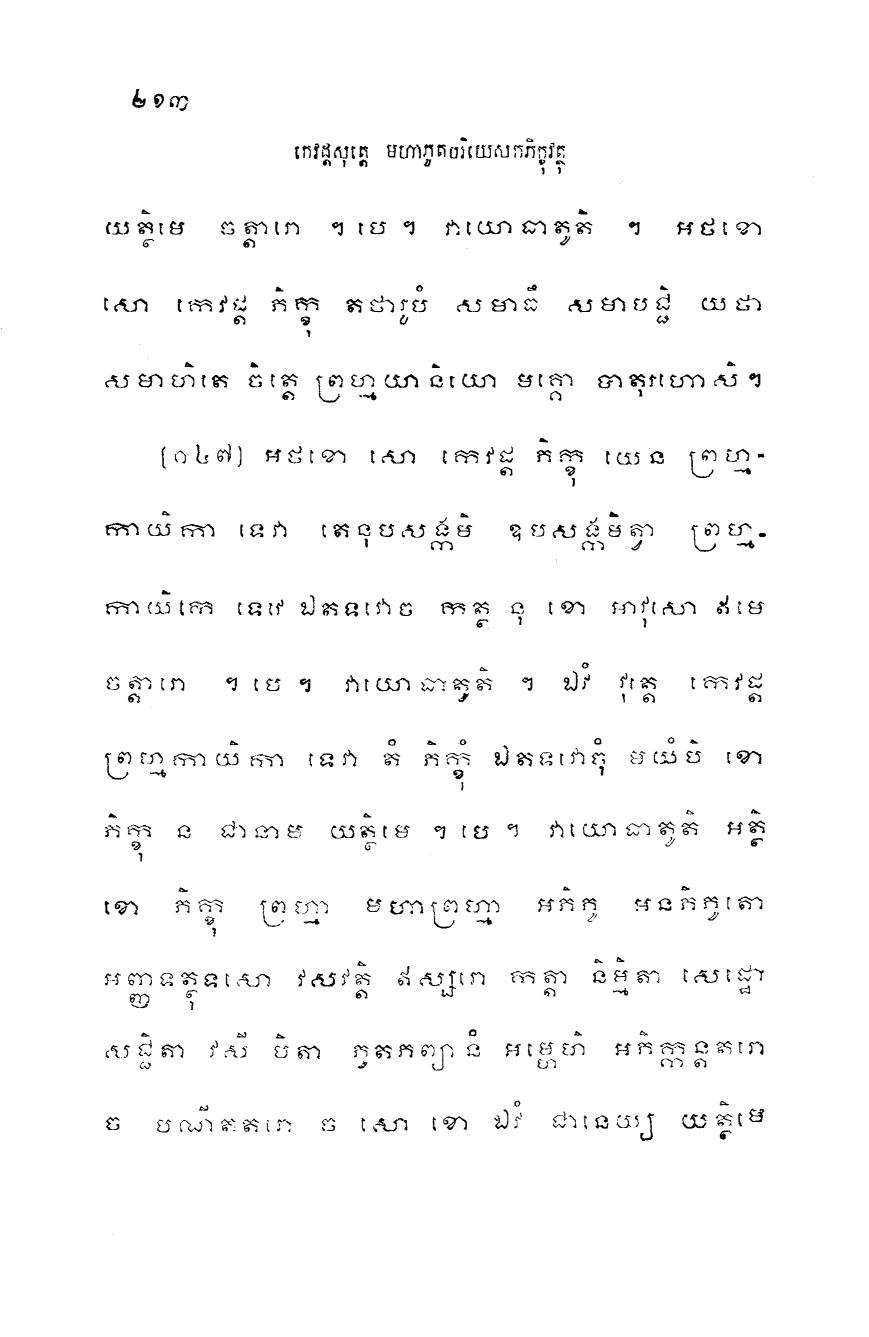 ២១៣
កេវដ្តសុត្តេ មហាភូតបរិយេសកភិក្ខុវត្ថុ
យត្ថិមេ ចត្តារោ ។ បេ ។ វាយោធាតូតិ ។ អថខោ
សោ កេវដ្ត ភិក្ខុ តថារូបំ សមាធឹ សមាបជ្ជិ យថា
សមាហិតេ ចិត្តេ ព្រហ្មយានិយោ មគ្គោ បាតុរហោសិ។
[១៤៧] អថខោ សោ កេវដ្ត ភិក្ខុ យេន ព្រហ្ម-
កាយិកា ទេវា តេនុបសង្កមិ ឧបសង្កមិត្វា ព្រហ្ម-
កាយិកេ ទេវេ ឯតទវោច កត្ថ នុ ខោ អាវុសោ ឥមេ
ចត្តារោ ។ បេ ។ វាយោធាតូតិ ។ ឯវំ វុត្តេ កេវដ្ត
ព្រហ្មកាយិកា ទេវា តំ ភិក្ខុំ ឯតទវោចុំ មយំបិ ខោ
ភិក្ខុ ន ជានាម យត្ថិមេ ។ បេ ។ វាយោធាតូតិ អត្ថិ
ខោ ភិក្ខុ ព្រហ្មា មហាព្រហ្មា អភិភូ អនភិភូតោ
អញ្ញទត្ថុទសោ វសវត្តិ ឥស្សរោ កត្តា និម្មិតា សេដ្ឋោ
សជ្ជិតា វសី បិតា ភូតភព្យានំ អម្ហេហិ អភិក្កន្តតរោ
ច បណីតតរោ ច សោ ខោ ឯវំ ជានេយ្យ យត្ថិមេ